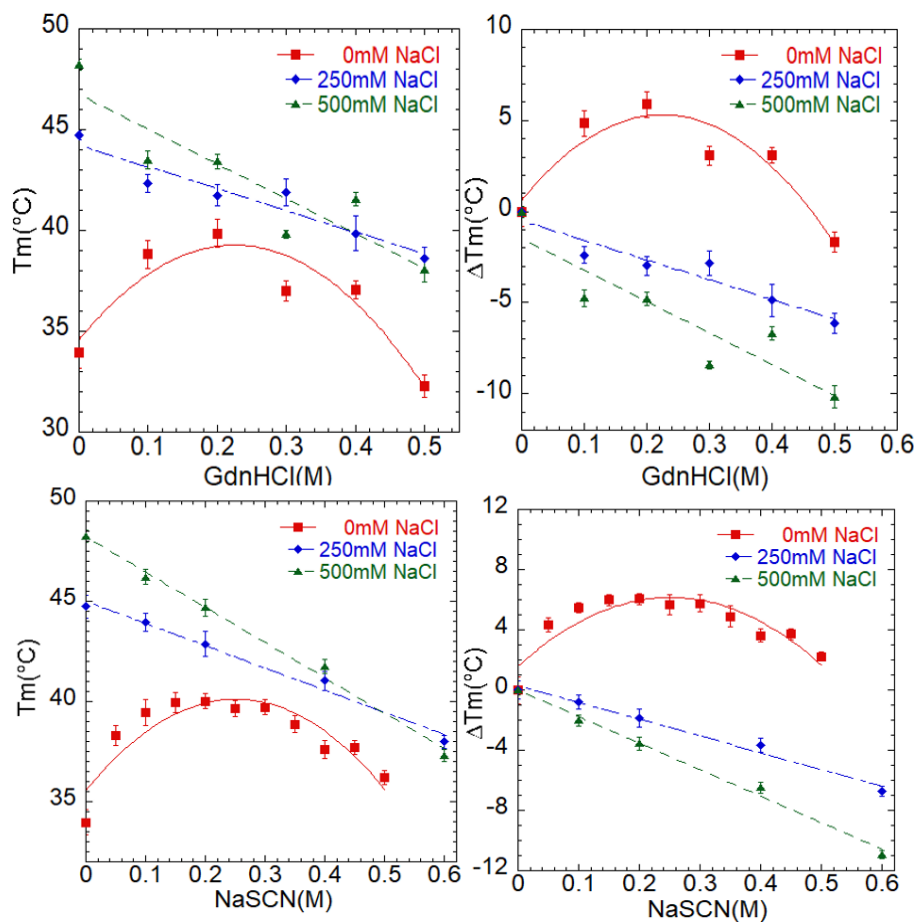 50
45
40
35
30
Tm(°C)
0mM NaCl
250mM NaCl
500mM NaCl
0 0.1 0.2 0.3 0.4 0.5
GdnHCl(M)
10
5
0
-5
-10
ΔTm(°C)
0mM NaCl
250mM NaCl
500mM NaCl
0.1 0.2 0.3 0.4 0.5 0.6
GdnHCl(M)
50
45
40
35
Tm(°C)
0mM NaCl
250mM NaCl
500mM NaCl
0 0.1 0.2 0.3 0.4 0.5 0.6
NaSCN(M)
12
8
4
0
-4
-8
-12
ΔTm(°C)
0mM NaCl
250mM NaCl
500mM NaCl
0 0.1 0.2 0.3 0.4 0.5 0.6
NaSCN(M)